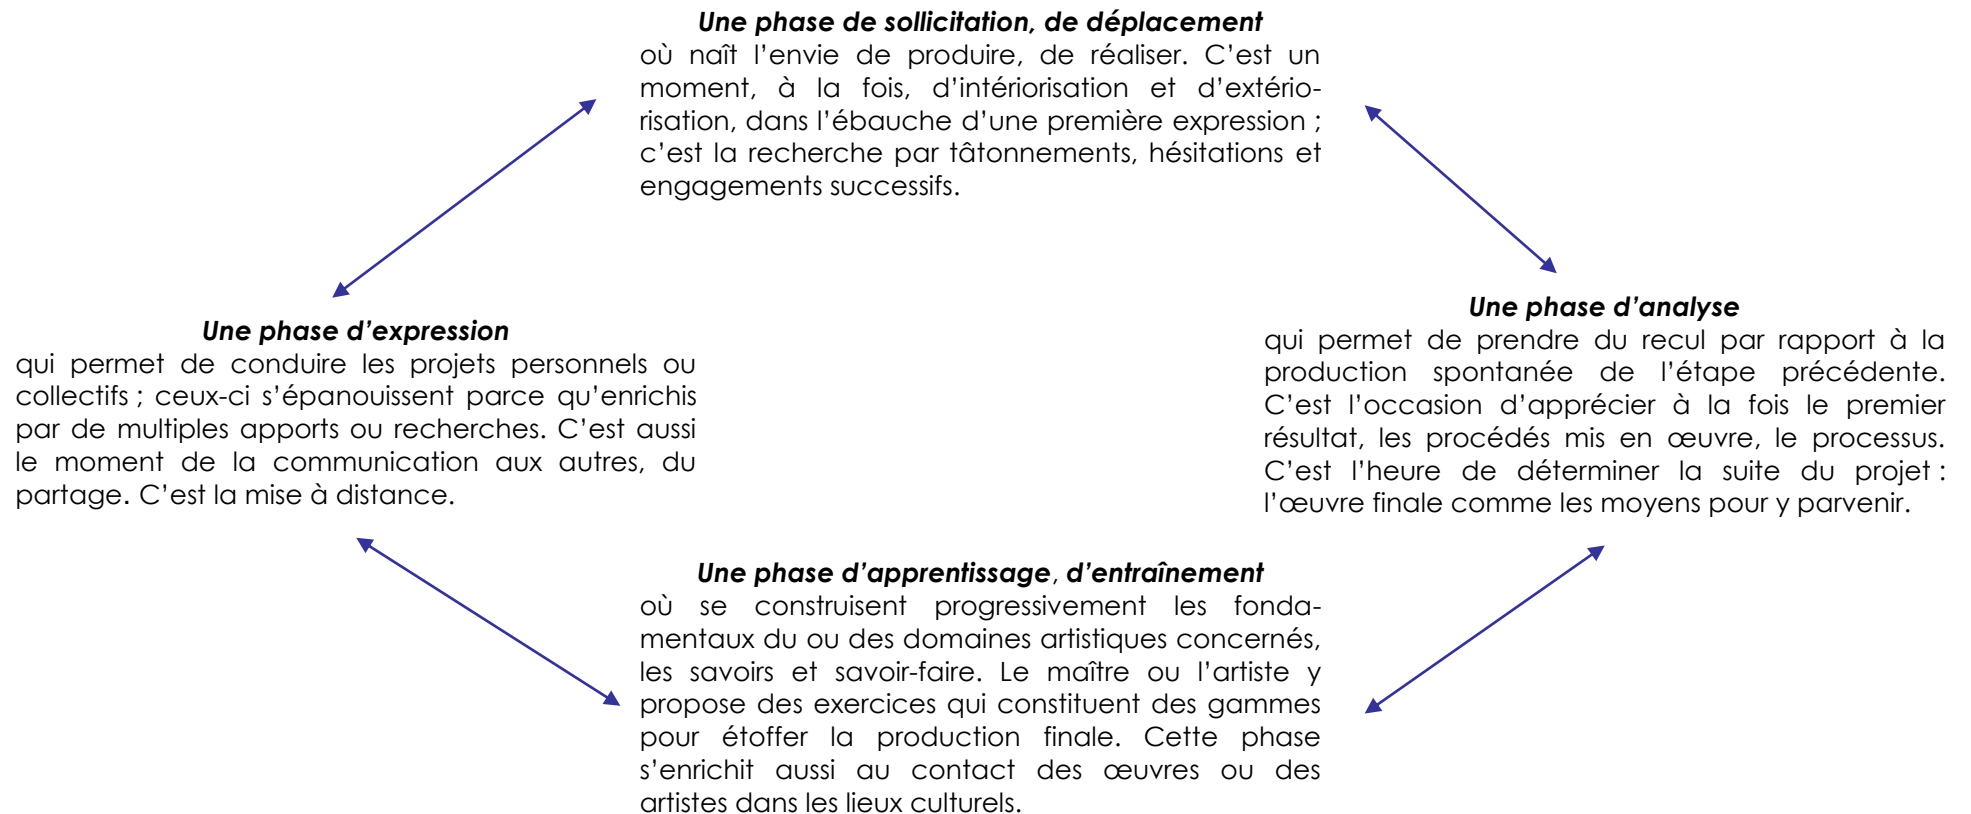 Une phase de sollicitation, de déplacement
où naît l’envie de produire, de réaliser. C’est un
moment, à la fois, d’intériorisation et d’extério-
risation, dans l’ébauche d’une première expression ;
c’est la recherche par tâtonnements, hésitations et
engagements successifs.
Une phase d’analyse
qui permet de prendre du recul par rapport à la
production spontanée de l’étape précédente.
C’est l’occasion d’apprécier à la fois le premier
résultat, les procédés mis en œuvre, le processus.
C’est l’heure de déterminer la suite du projet :
l’œuvre finale comme les moyens pour y parvenir.
Une phase d’expression
qui permet de conduire les projets personnels ou
collectifs ; ceux-ci s’épanouissent parce qu’enrichis
par de multiples apports ou recherches. C’est aussi
le moment de la communication aux autres, du
partage. C’est la mise à distance.
Une phase d’apprentissage, d’entraînement
où se construisent progressivement les fonda-
mentaux du ou des domaines artistiques concernés,
les savoirs et savoir-faire. Le maître ou l’artiste y
propose des exercices qui constituent des gammes
pour étoffer la production finale. Cette phase
s’enrichit aussi au contact des œuvres ou des
artistes dans les lieux culturels.